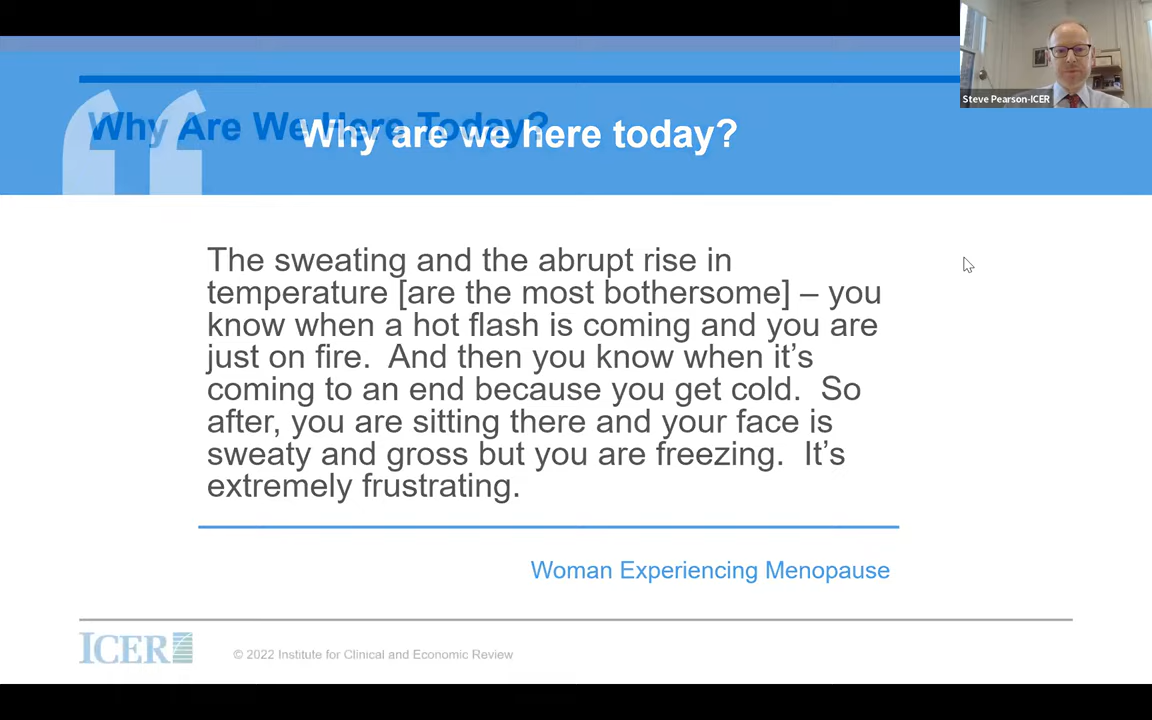 Steve Pearson-ICER
Why Are We Here Today?
Why are we here today?
The sweating and the abrupt rise in
temperature [are the most bothersome] – you
know when a hot flash is coming and you are
just on fire.  And then you know when it’s
coming to an end because you get cold.  So
after, you are sitting there and your face is
sweaty and gross but you are freezing.  It’s
extremely frustrating.
Woman Experiencing Menopause
ICER
© 2022 Institute for Clinical and Economic Review